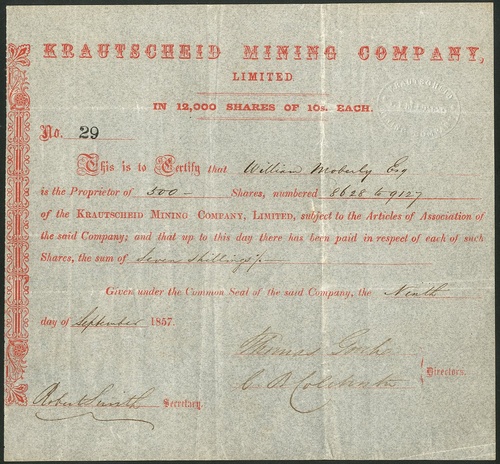 KRAUTSCHEID MINING COMPANY,
LIMITED.
IN 12,000 SHARES OF 10s. EACH.
No. 29
This is to Certify that William Moberly Esq
is the Proprietor of 500 – Shares, numbered 8628 to 9127
of the KRAUTSCHEID MINING COMPANY, LIMITED, subject to the Articles of Association of
the said Company; and that up to this day there has been paid in respect of each of such
Shares, the sum of Seven shillings/-
Given under the Common Seal of the said Company, the Ninth
day of September 1857.
Thomas
C A
Directors.
Robert Smith Secretary.